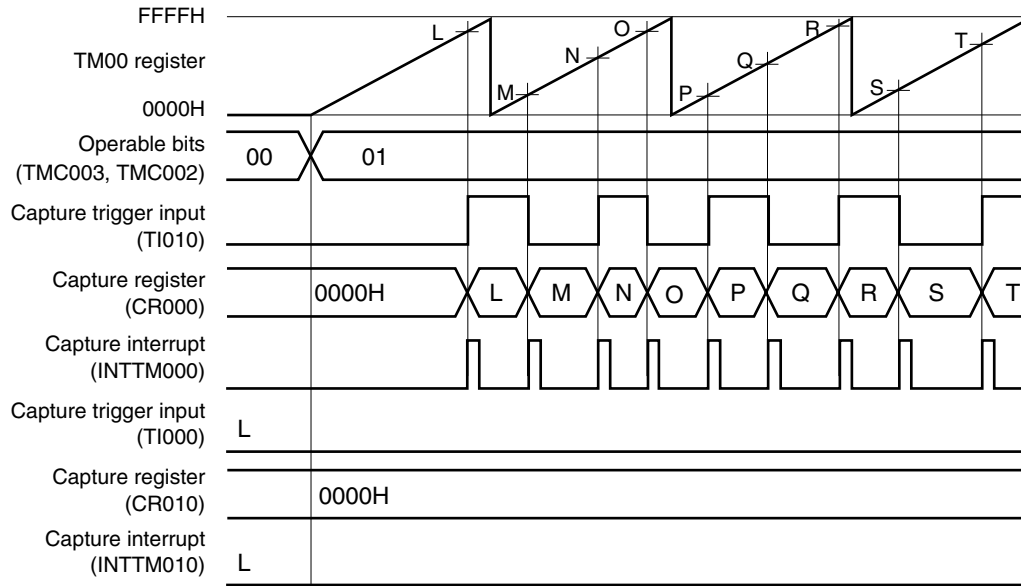 FFFFH
TM00 register
0000H
L M N O P Q R S T
Operable bits
(TMC003, TMC002)
00 01
Capture trigger input
(TI010)
Capture register
(CR000)
0000H L M N O P Q R S T
Capture interrupt
(INTTM000)
Capture trigger input
(TI000)
L
Capture register
(CR010)
0000H
Capture interrupt
(INTTM010)
L